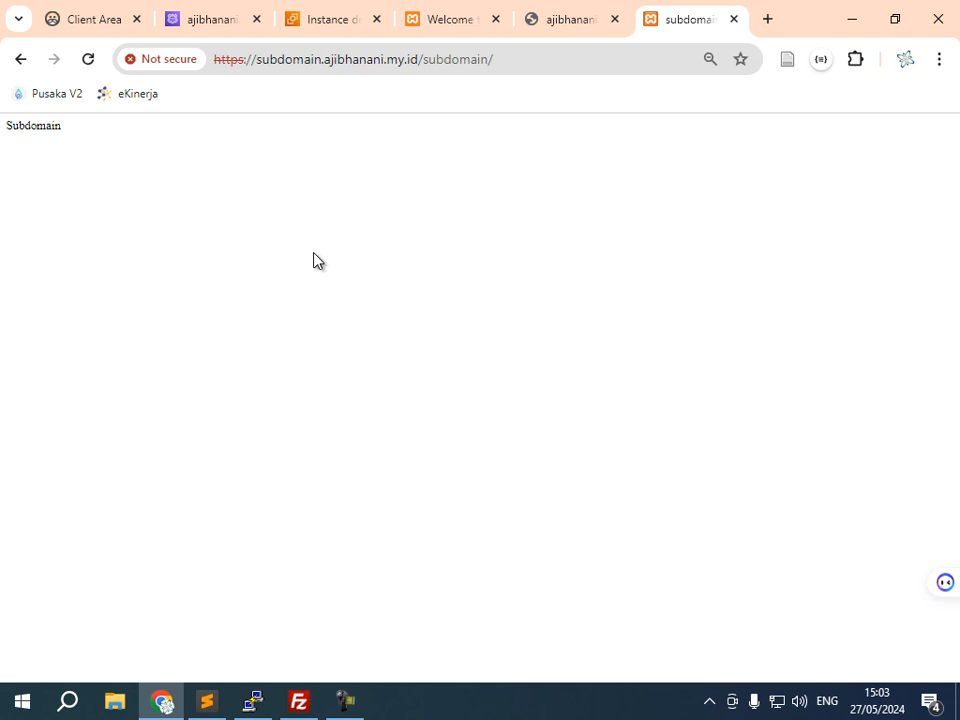 Client Area
ajibhanani.
Instance de
Welcome t
ajibhanani.
subdomain
Not secure
https://subdomain.ajibhanani.my.id/subdomain/
Pusaka V2
eKinerja
Subdomain
ENG
15:03
27/05/2024
4